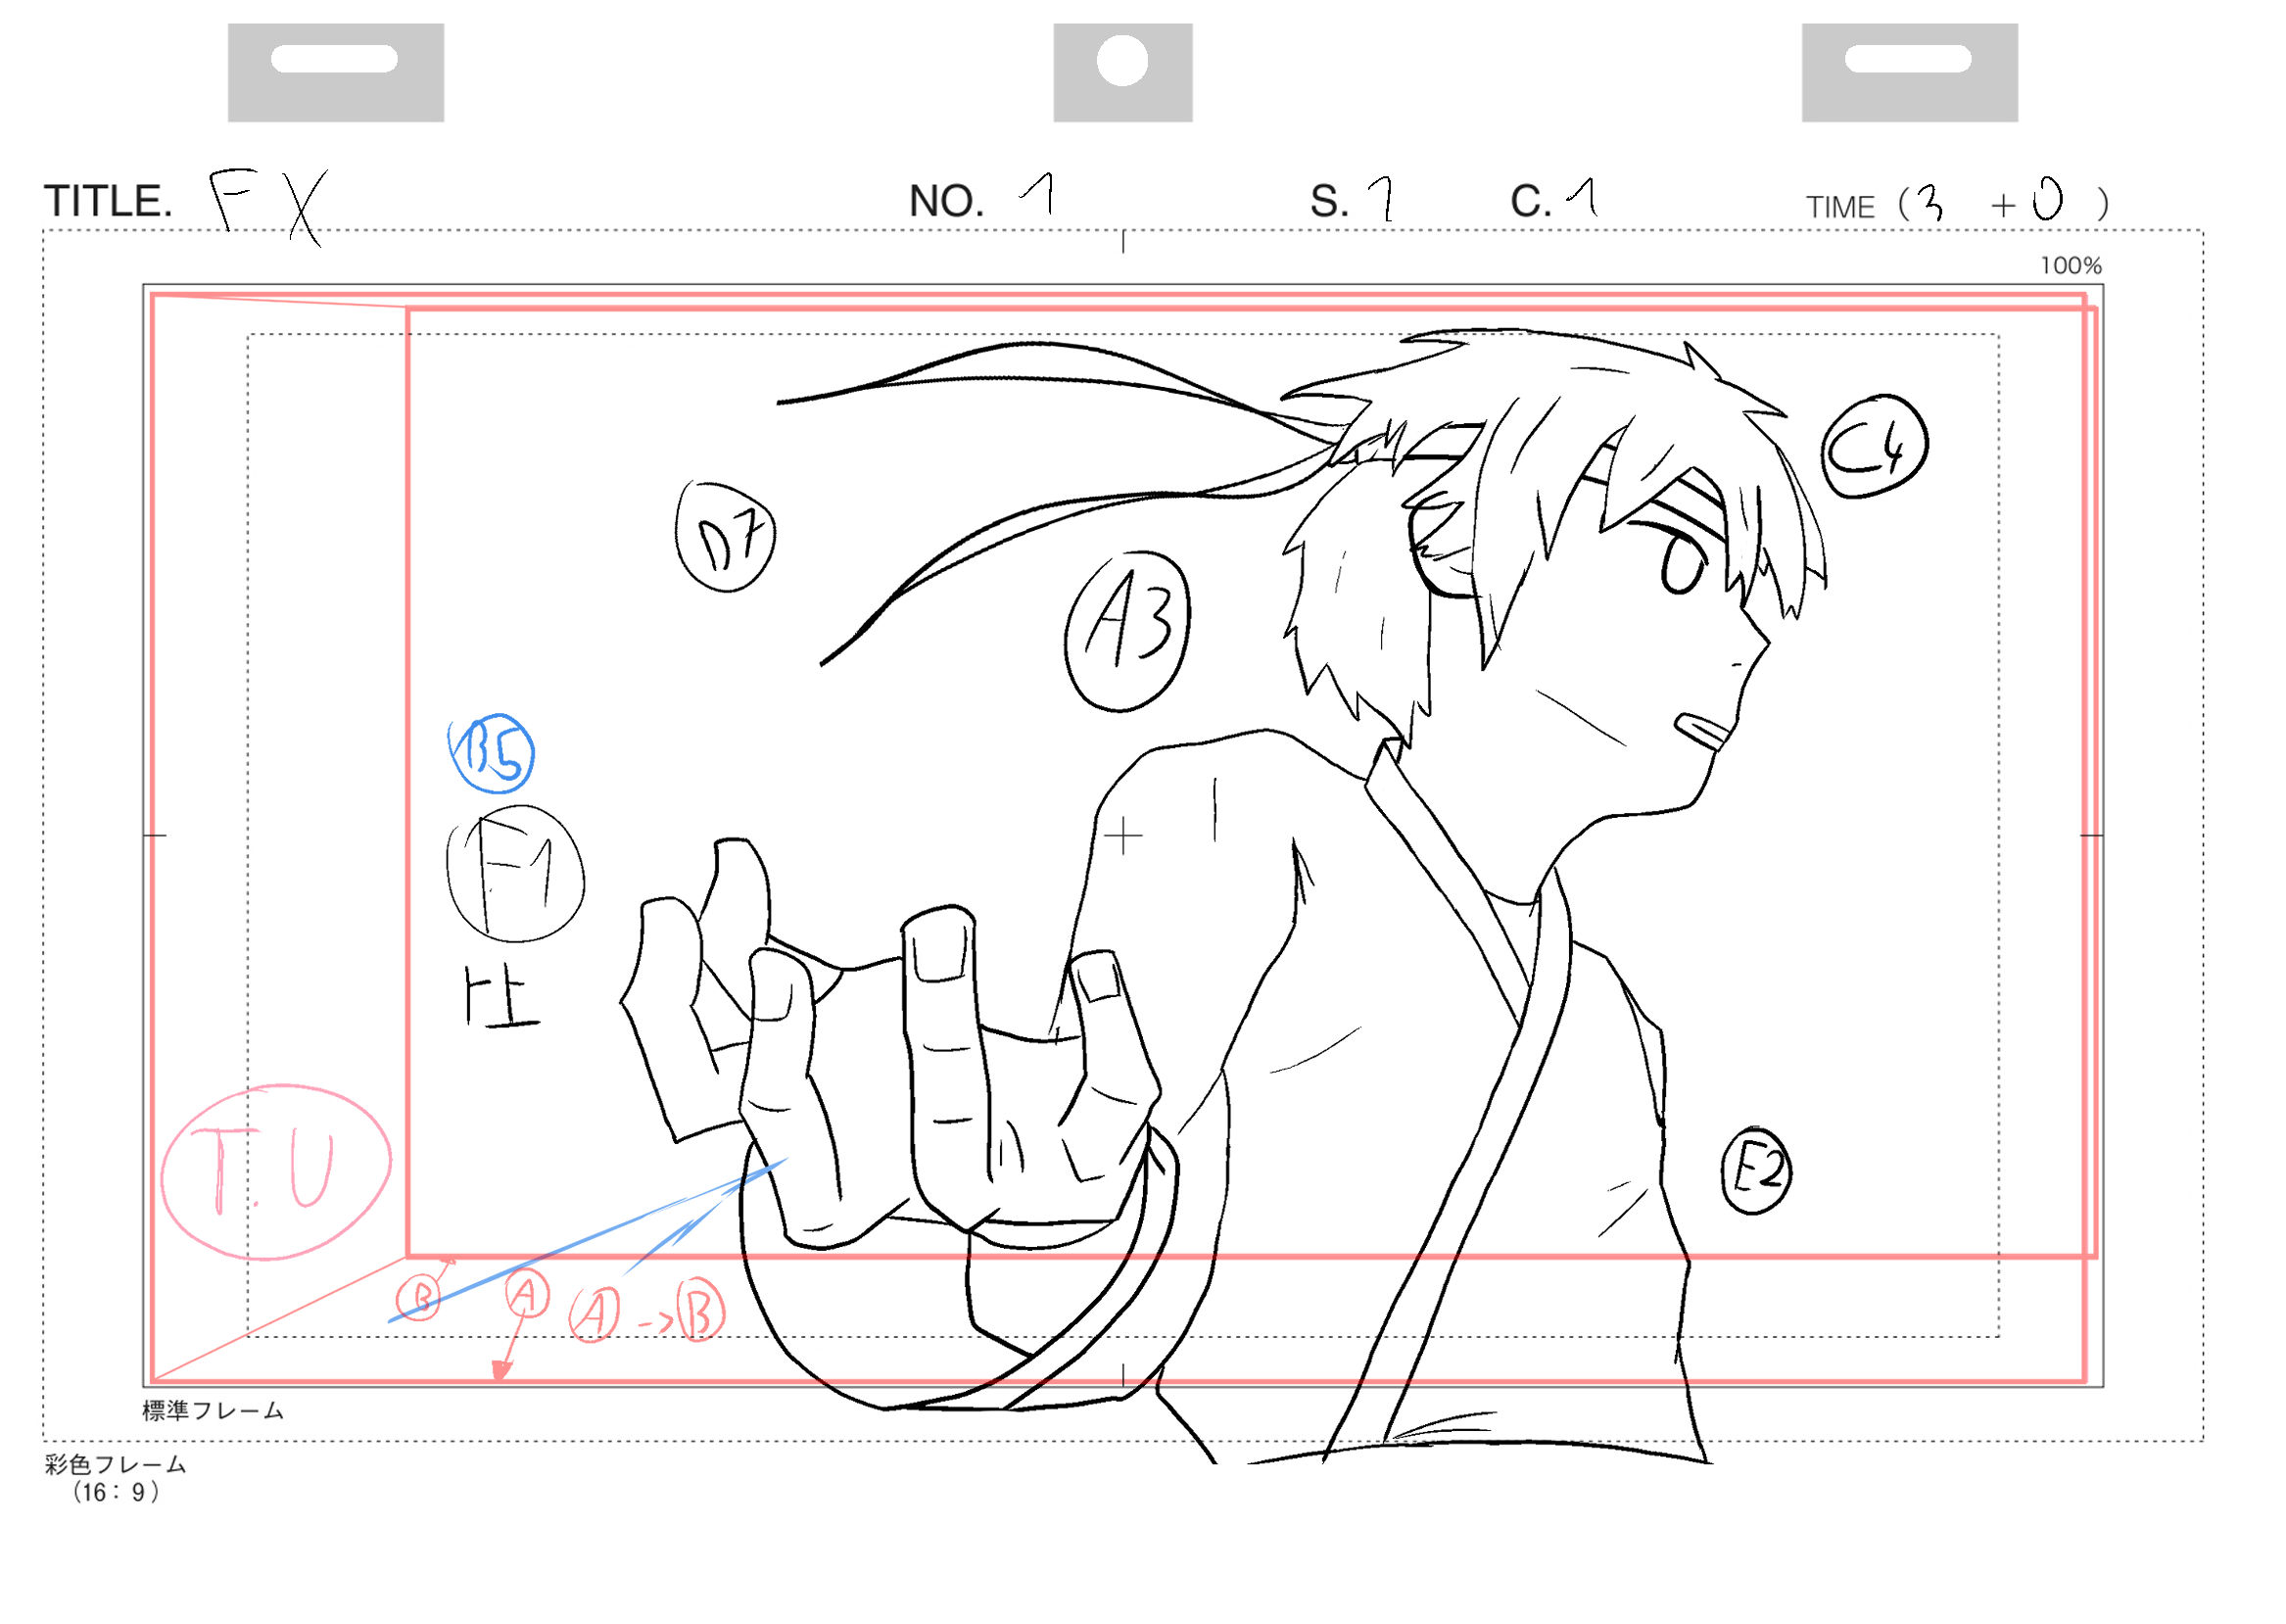 TITLE. FX NO. 1 S. 1 C. 1 TIME (3 + 0)
100%
C4
D7
A3
B5
F1
仕
T.U
E2
B A A -> B
標準フレーム
彩色フレーム
(16：9)